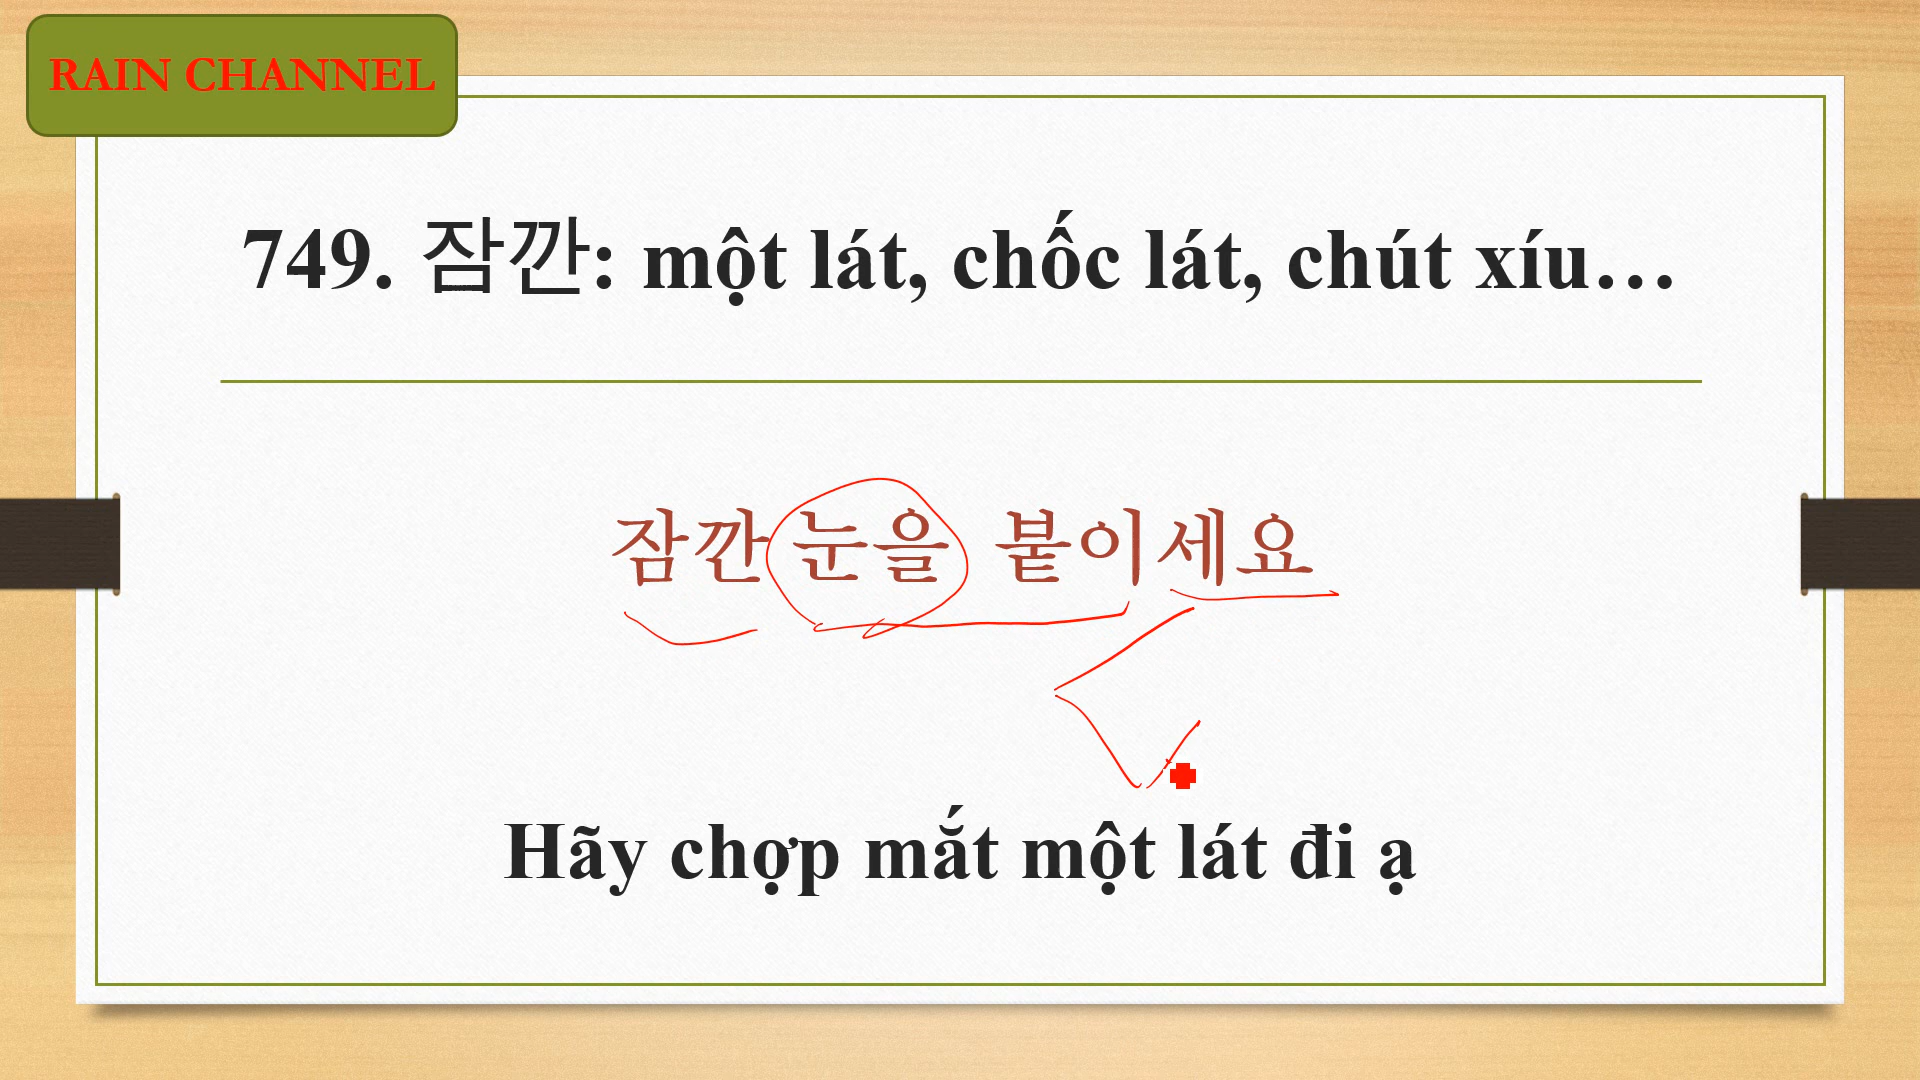 RAIN CHANNEL
749. 잠깐: một lát, chốc lát, chút xíu…
잠깐 눈을 붙이세요
Hãy chợp mắt một lát đi ạ